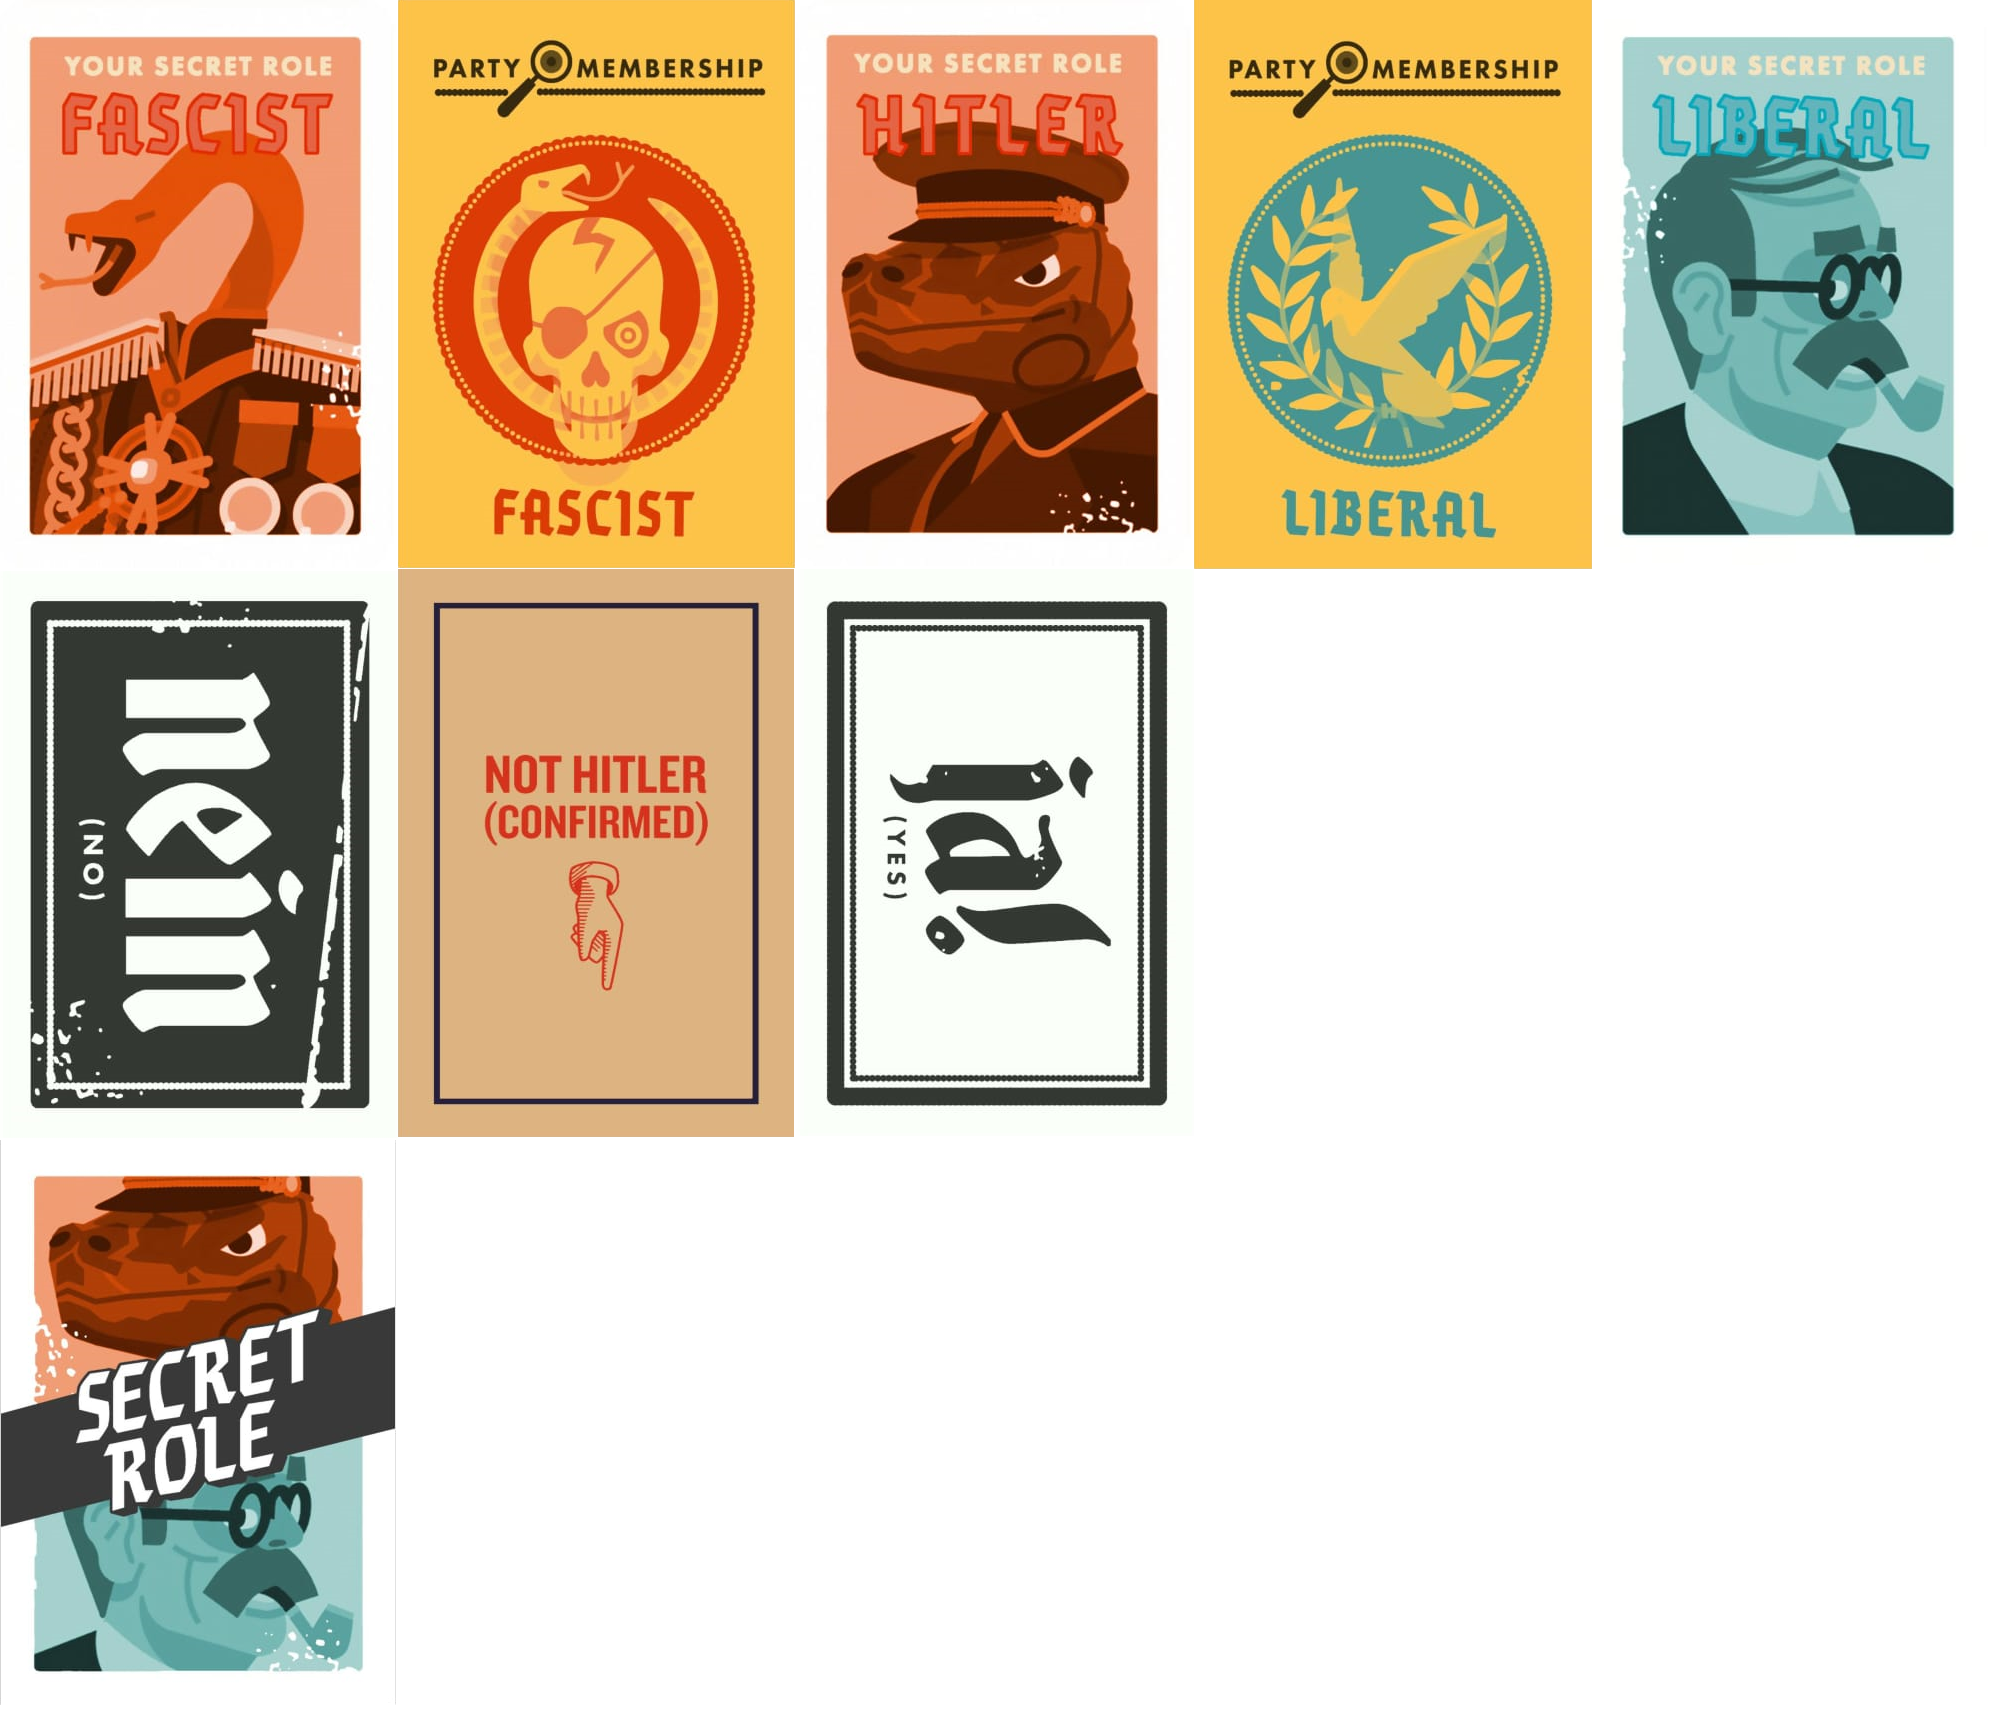 YOUR SECRET ROLE
FASCIST
PARTY MEMBERSHIP
FASCIST
YOUR SECRET ROLE
HITLER
PARTY MEMBERSHIP
LIBERAL
YOUR SECRET ROLE
LIBERAL
nein
(NO)
NOT HITLER
(CONFIRMED)
ja!
(YES)
SECRET
ROLE